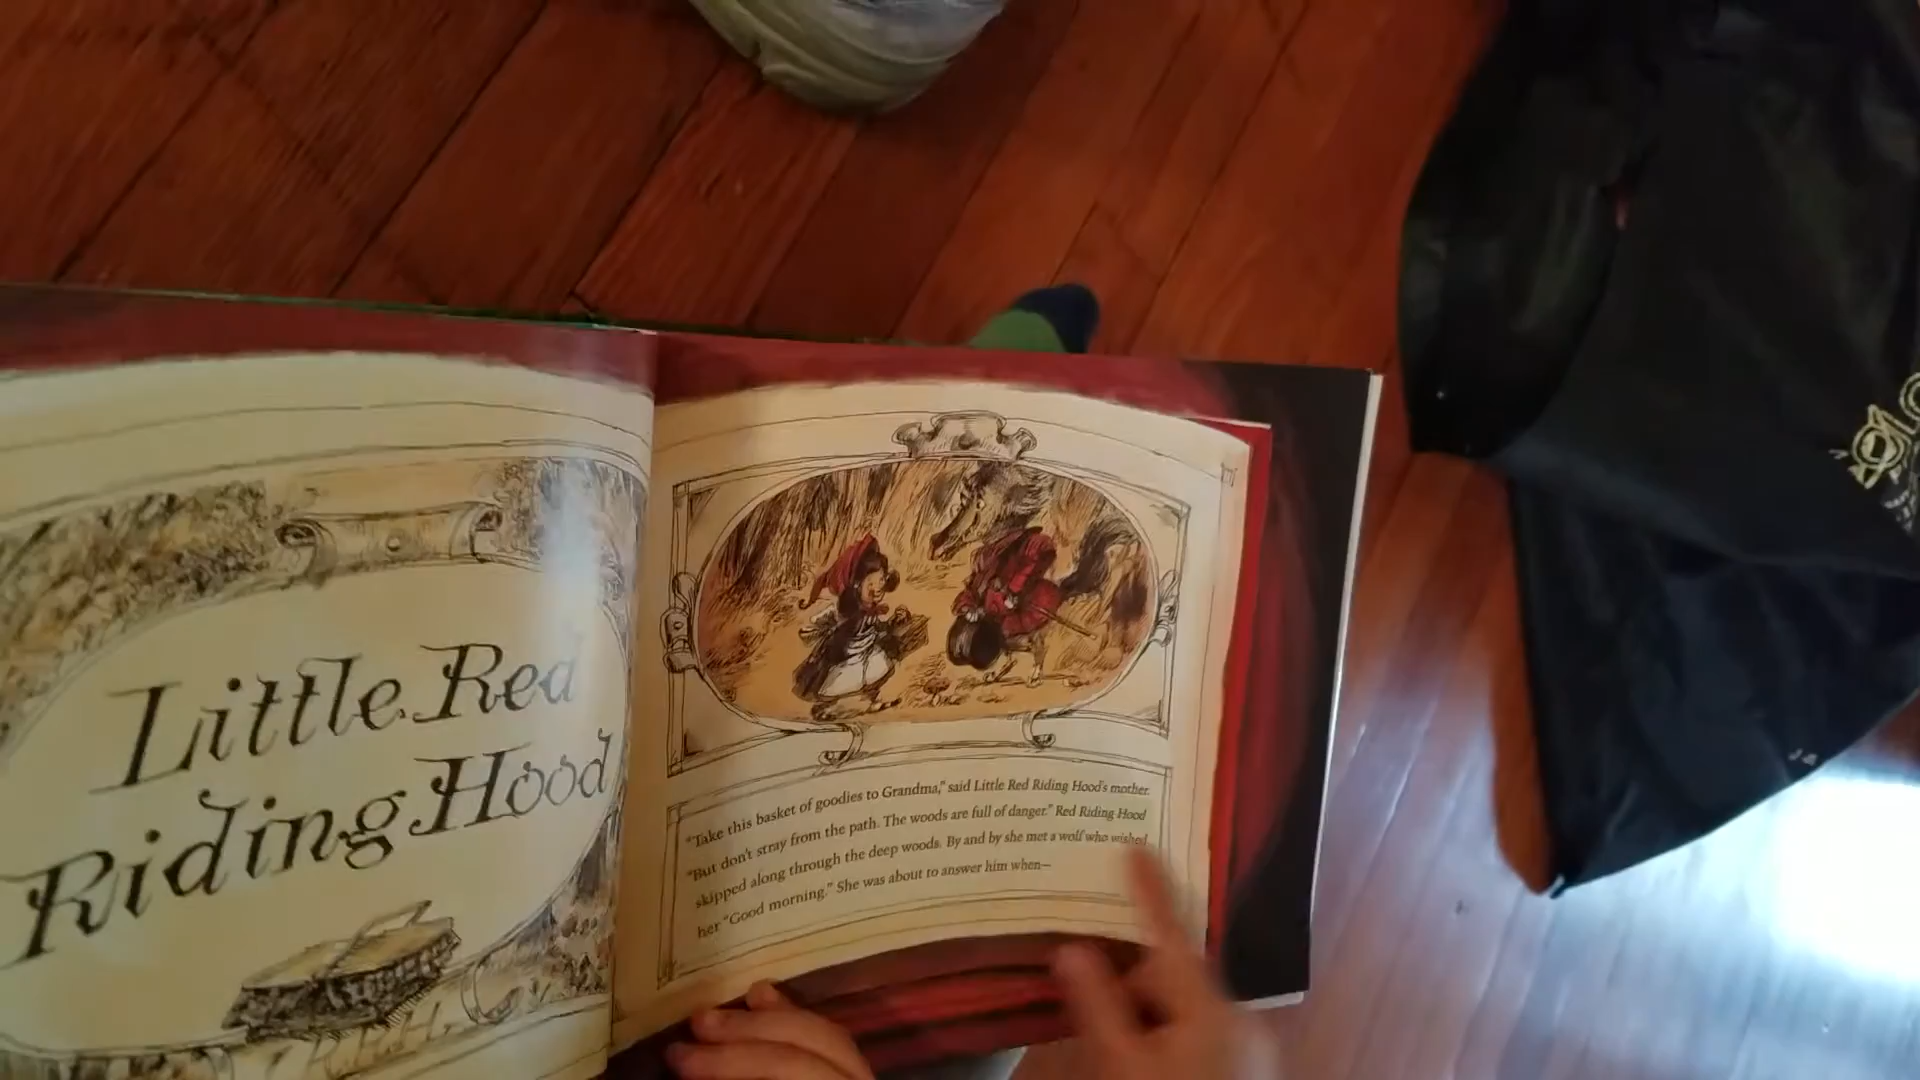 Little Red
Riding Hood
“Take this basket of goodies to Grandma,” said Little Red Riding Hood’s mother.
“But don’t stray from the path. The woods are full of danger.” Red Riding Hood
skipped along through the deep woods. By and by she met a wolf who wished
her “Good morning.” She was about to answer him when—